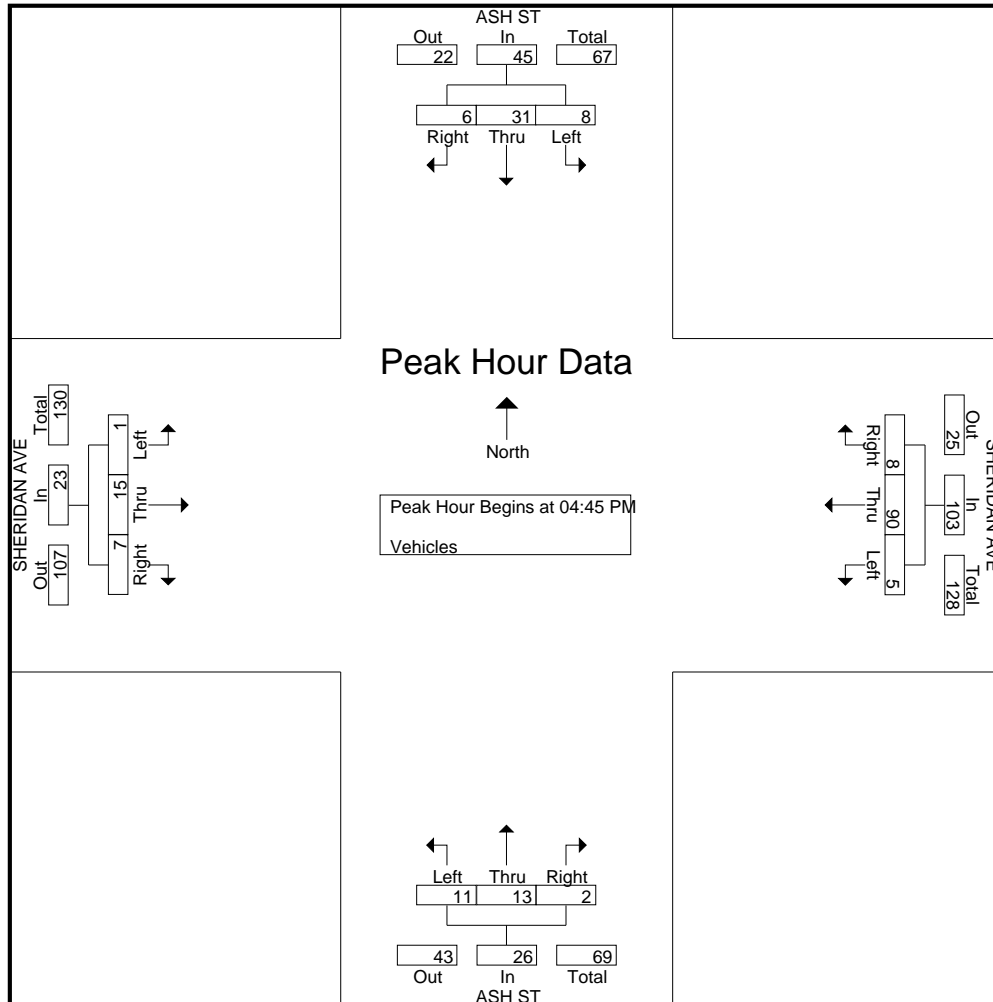 ASH ST
Out In Total
22 45 67
6 31 8
Right Thru Left
Peak Hour Data
North
Peak Hour Begins at 04:45 PM
Vehicles
SHERIDAN AVE
Out In Total
107 23 130
Left Thru Right
1 15 7
SHERIDAN AVE
Out In Total
25 103 128
Right Thru Left
8 90 5
Left Thru Right
11 13 2
43 26 69
Out In Total
ASH ST